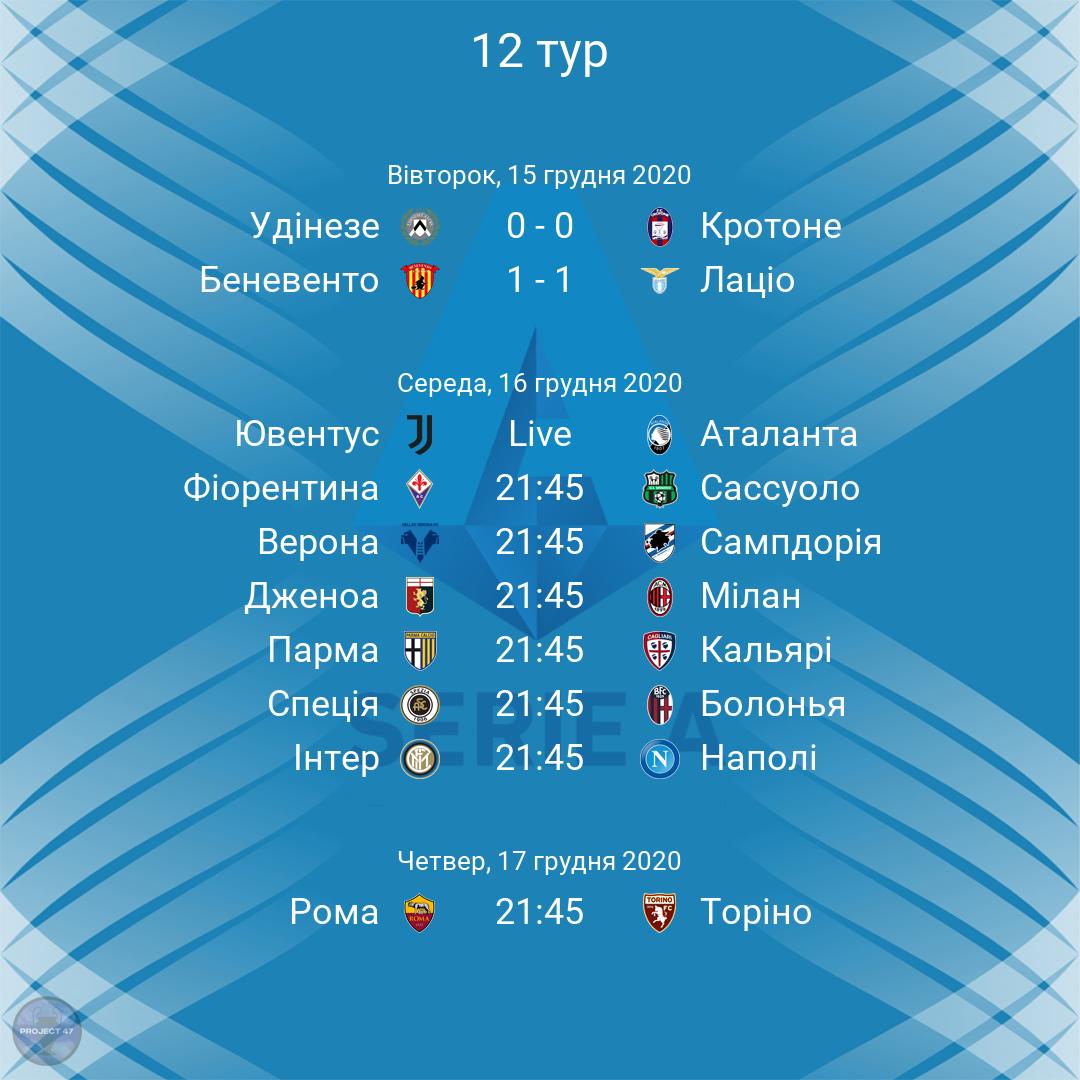 12 тур
Вівторок, 15 грудня 2020
Удінезе 0 - 0 Кротоне
Беневенто 1 - 1 Лаціо
Середа, 16 грудня 2020
Ювентус Live Аталанта
Фіорентина 21:45 Сассуоло
Верона 21:45 Сампдорія
Дженоа 21:45 Мілан
Парма 21:45 Кальярі
Спеція 21:45 Болонья
Інтер 21:45 Наполі
SERIE A
Четвер, 17 грудня 2020
Рома 21:45 Торіно
PROJECT 47